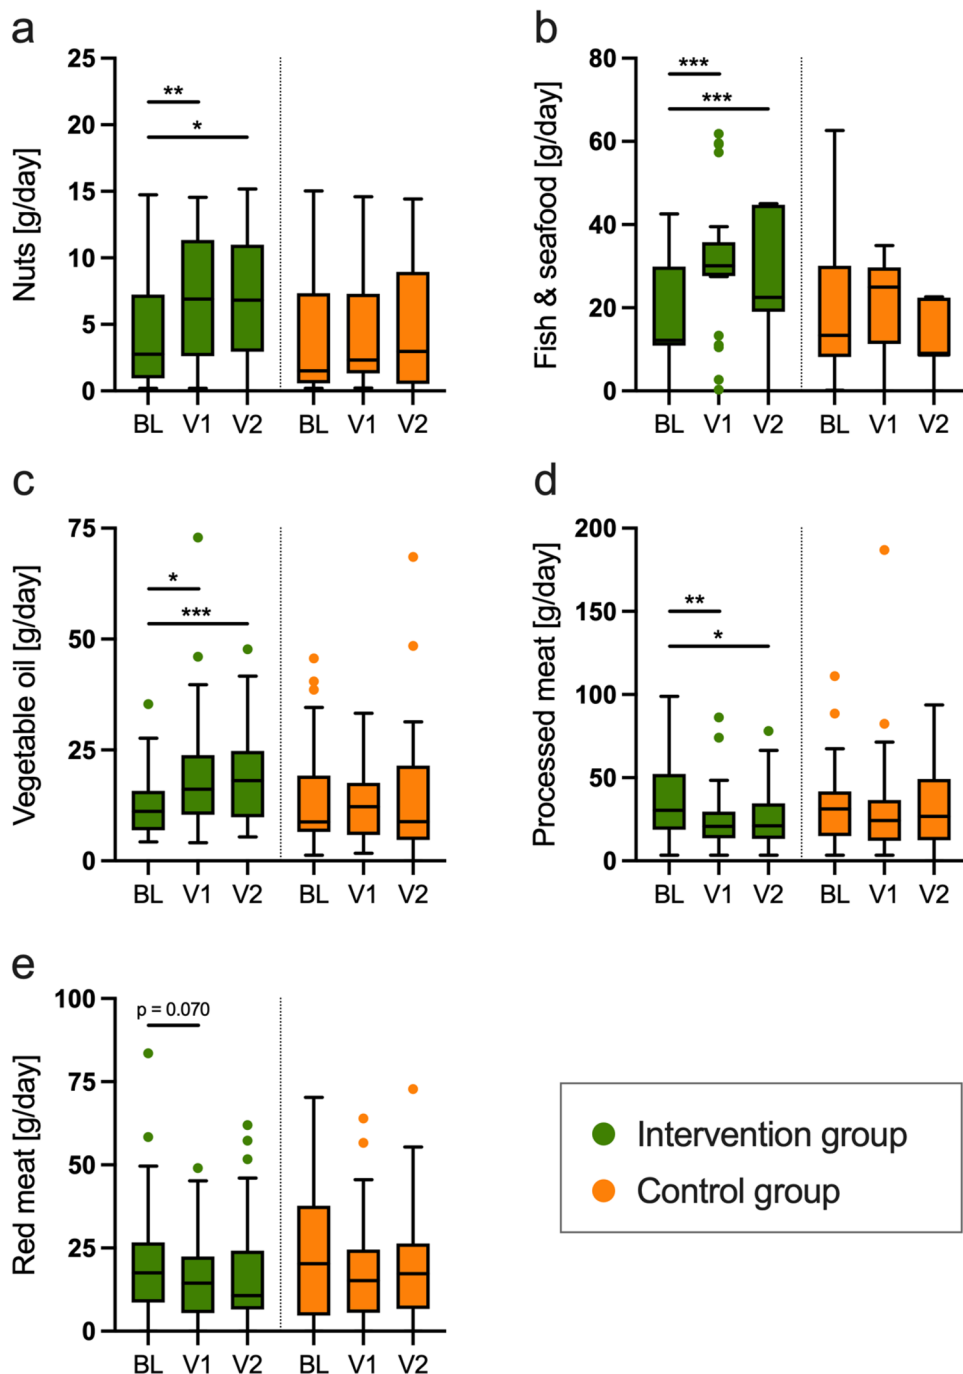 a
Nuts [g/day]
25
20
15
10
5
0
**
*
BL V1 V2 BL V1 V2
b
Fish & seafood [g/day]
80
60
40
20
0
***
***
BL V1 V2 BL V1 V2
c
Vegetable oil [g/day]
75
50
25
0
*
***
BL V1 V2 BL V1 V2
d
Processed meat [g/day]
200
150
100
50
0
**
*
BL V1 V2 BL V1 V2
e
Red meat [g/day]
100
75
50
25
0
p = 0.070
BL V1 V2 BL V1 V2
Intervention group
Control group